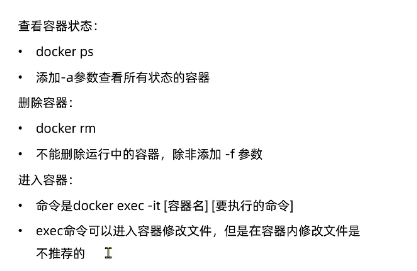 查看容器状态：
• docker ps
• 添加-a参数查看所有状态的容器
删除容器：
• docker rm
• 不能删除运行中的容器，除非添加 -f 参数
进入容器：
• 命令是docker exec -it [容器名] [要执行的命令]
• exec命令可以进入容器修改文件，但是在容器内修改文件是
不推荐的